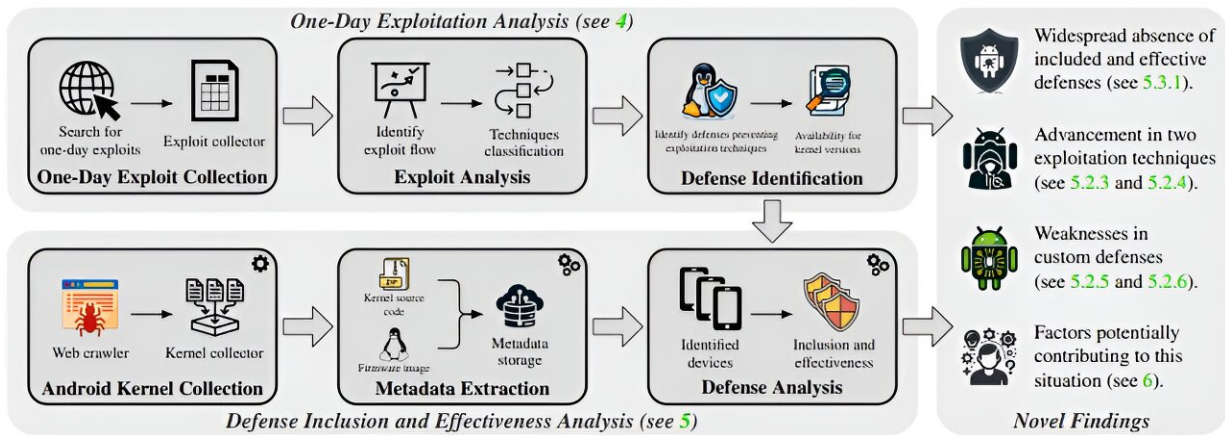 One-Day Exploitation Analysis (see 4)
Search for
one-day exploits
Exploit collector
One-Day Exploit Collection
Identify
exploit flow
Techniques
classification
Exploit Analysis
Identify defenses preventing
exploitation techniques
Availability for
kernel versions
Defense Identification
Web crawler
Kernel collector
Android Kernel Collection
ZIP
Kernel source
code
Firmware image
Metadata
storage
Metadata Extraction
Identified
devices
Inclusion and
effectiveness
Defense Analysis
Defense Inclusion and Effectiveness Analysis (see 5)
Widespread absence of
included and effective
defenses (see 5.3.1).
Advancement in two
exploitation techniques
(see 5.2.3 and 5.2.4).
Weaknesses in
custom defenses
(see 5.2.5 and 5.2.6).
Factors potentially
contributing to this
situation (see 6).
Novel Findings